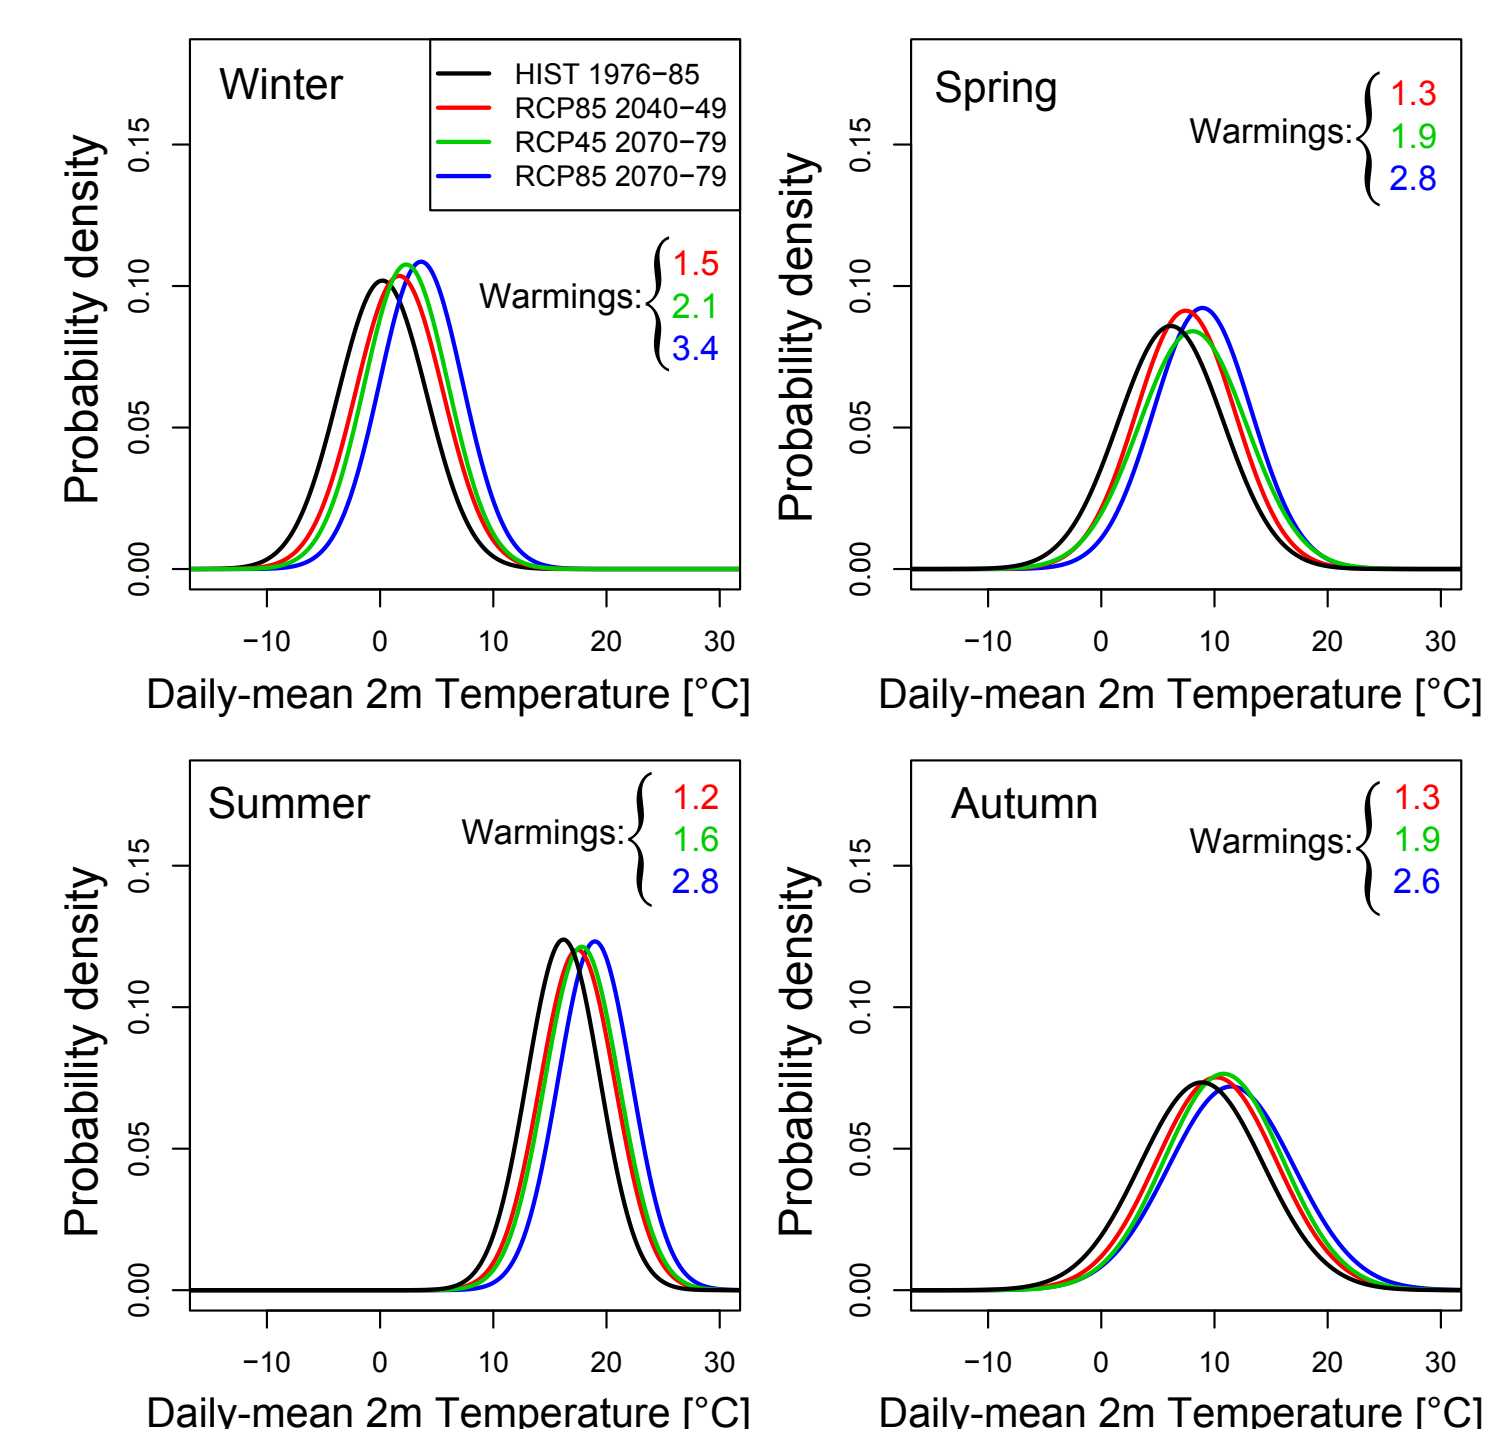 Winter
HIST 1976−85
RCP85 2040−49
RCP45 2070−79
RCP85 2070−79
Warmings:
1.5
2.1
3.4
Probability density
0.00 0.05 0.10 0.15
−10 0 10 20 30
Daily-mean 2m Temperature [°C]
Spring
Warmings:
1.3
1.9
2.8
Probability density
0.00 0.05 0.10 0.15
−10 0 10 20 30
Daily-mean 2m Temperature [°C]
Summer
Warmings:
1.2
1.6
2.8
Probability density
0.00 0.05 0.10 0.15
−10 0 10 20 30
Daily-mean 2m Temperature [°C]
Autumn
Warmings:
1.3
1.9
2.6
Probability density
0.00 0.05 0.10 0.15
−10 0 10 20 30
Daily-mean 2m Temperature [°C]